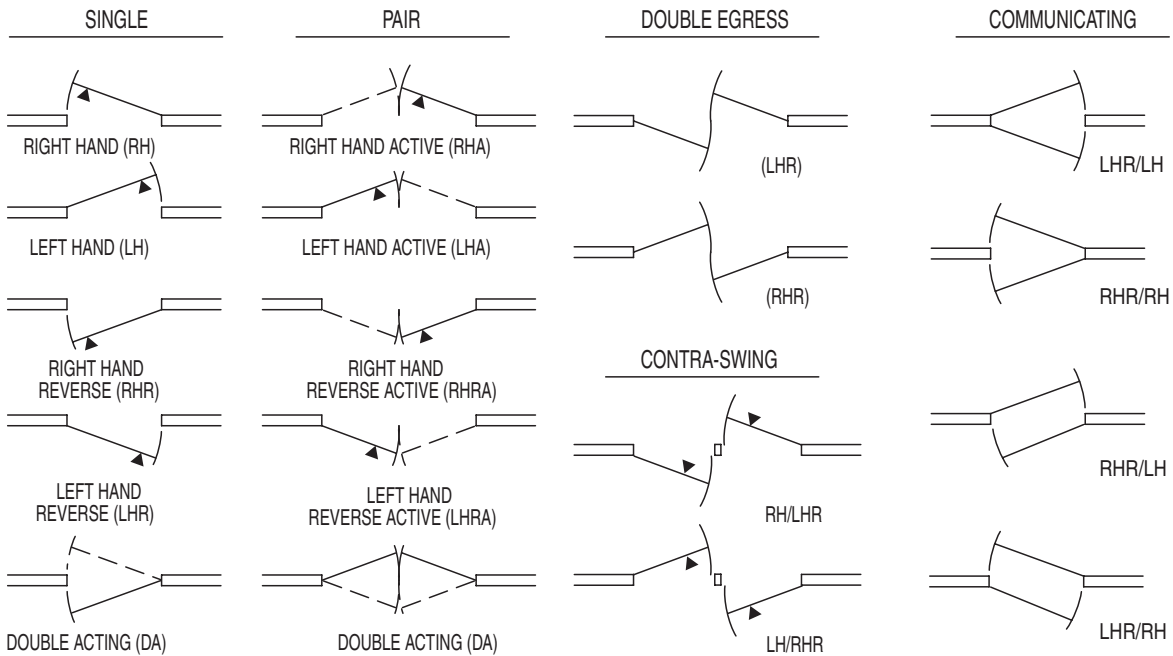 SINGLE
RIGHT HAND (RH)
LEFT HAND (LH)
RIGHT HAND
REVERSE (RHR)
LEFT HAND
REVERSE (LHR)
DOUBLE ACTING (DA)
PAIR
RIGHT HAND ACTIVE (RHA)
LEFT HAND ACTIVE (LHA)
RIGHT HAND
REVERSE ACTIVE (RHRA)
LEFT HAND
REVERSE ACTIVE (LHRA)
DOUBLE ACTING (DA)
DOUBLE EGRESS
(LHR)
(RHR)
CONTRA-SWING
RH/LHR
LH/RHR
COMMUNICATING
LHR/LH
RHR/RH
RHR/LH
LHR/RH